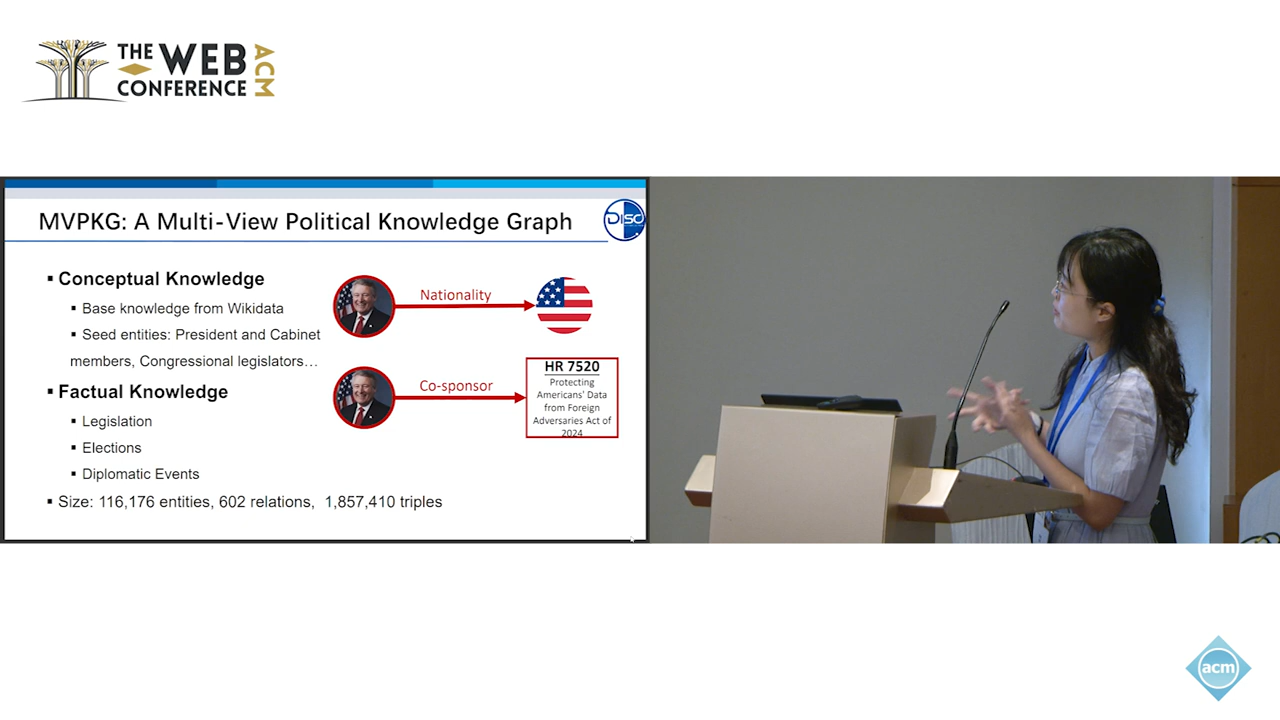 THE WEB
CONFERENCE
ACM
MVPKG: A Multi-View Political Knowledge Graph
DISC
▪ Conceptual Knowledge
▪ Base knowledge from Wikidata
▪ Seed entities: President and Cabinet
members, Congressional legislators…
Nationality
▪ Factual Knowledge
▪ Legislation
▪ Elections
▪ Diplomatic Events
Co-sponsor
HR 7520
Protecting
Americans' Data
from Foreign
Adversaries Act of
2024
▪ Size: 116,176 entities, 602 relations, 1,857,410 triples
acm